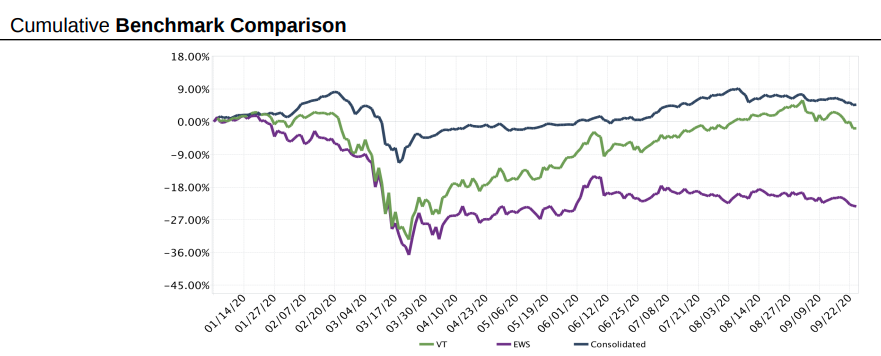 Cumulative Benchmark Comparison
18.00%
9.00%
0.00%
−9.00%
−18.00%
−27.00%
−36.00%
−45.00%
01/14/20 01/27/20 02/07/20 02/20/20 03/04/20 03/17/20 03/30/20 04/10/20 04/23/20 05/06/20 05/19/20 06/01/20 06/12/20 06/25/20 07/08/20 07/21/20 08/03/20 08/14/20 08/27/20 09/09/20 09/22/20
VT EWS Consolidated